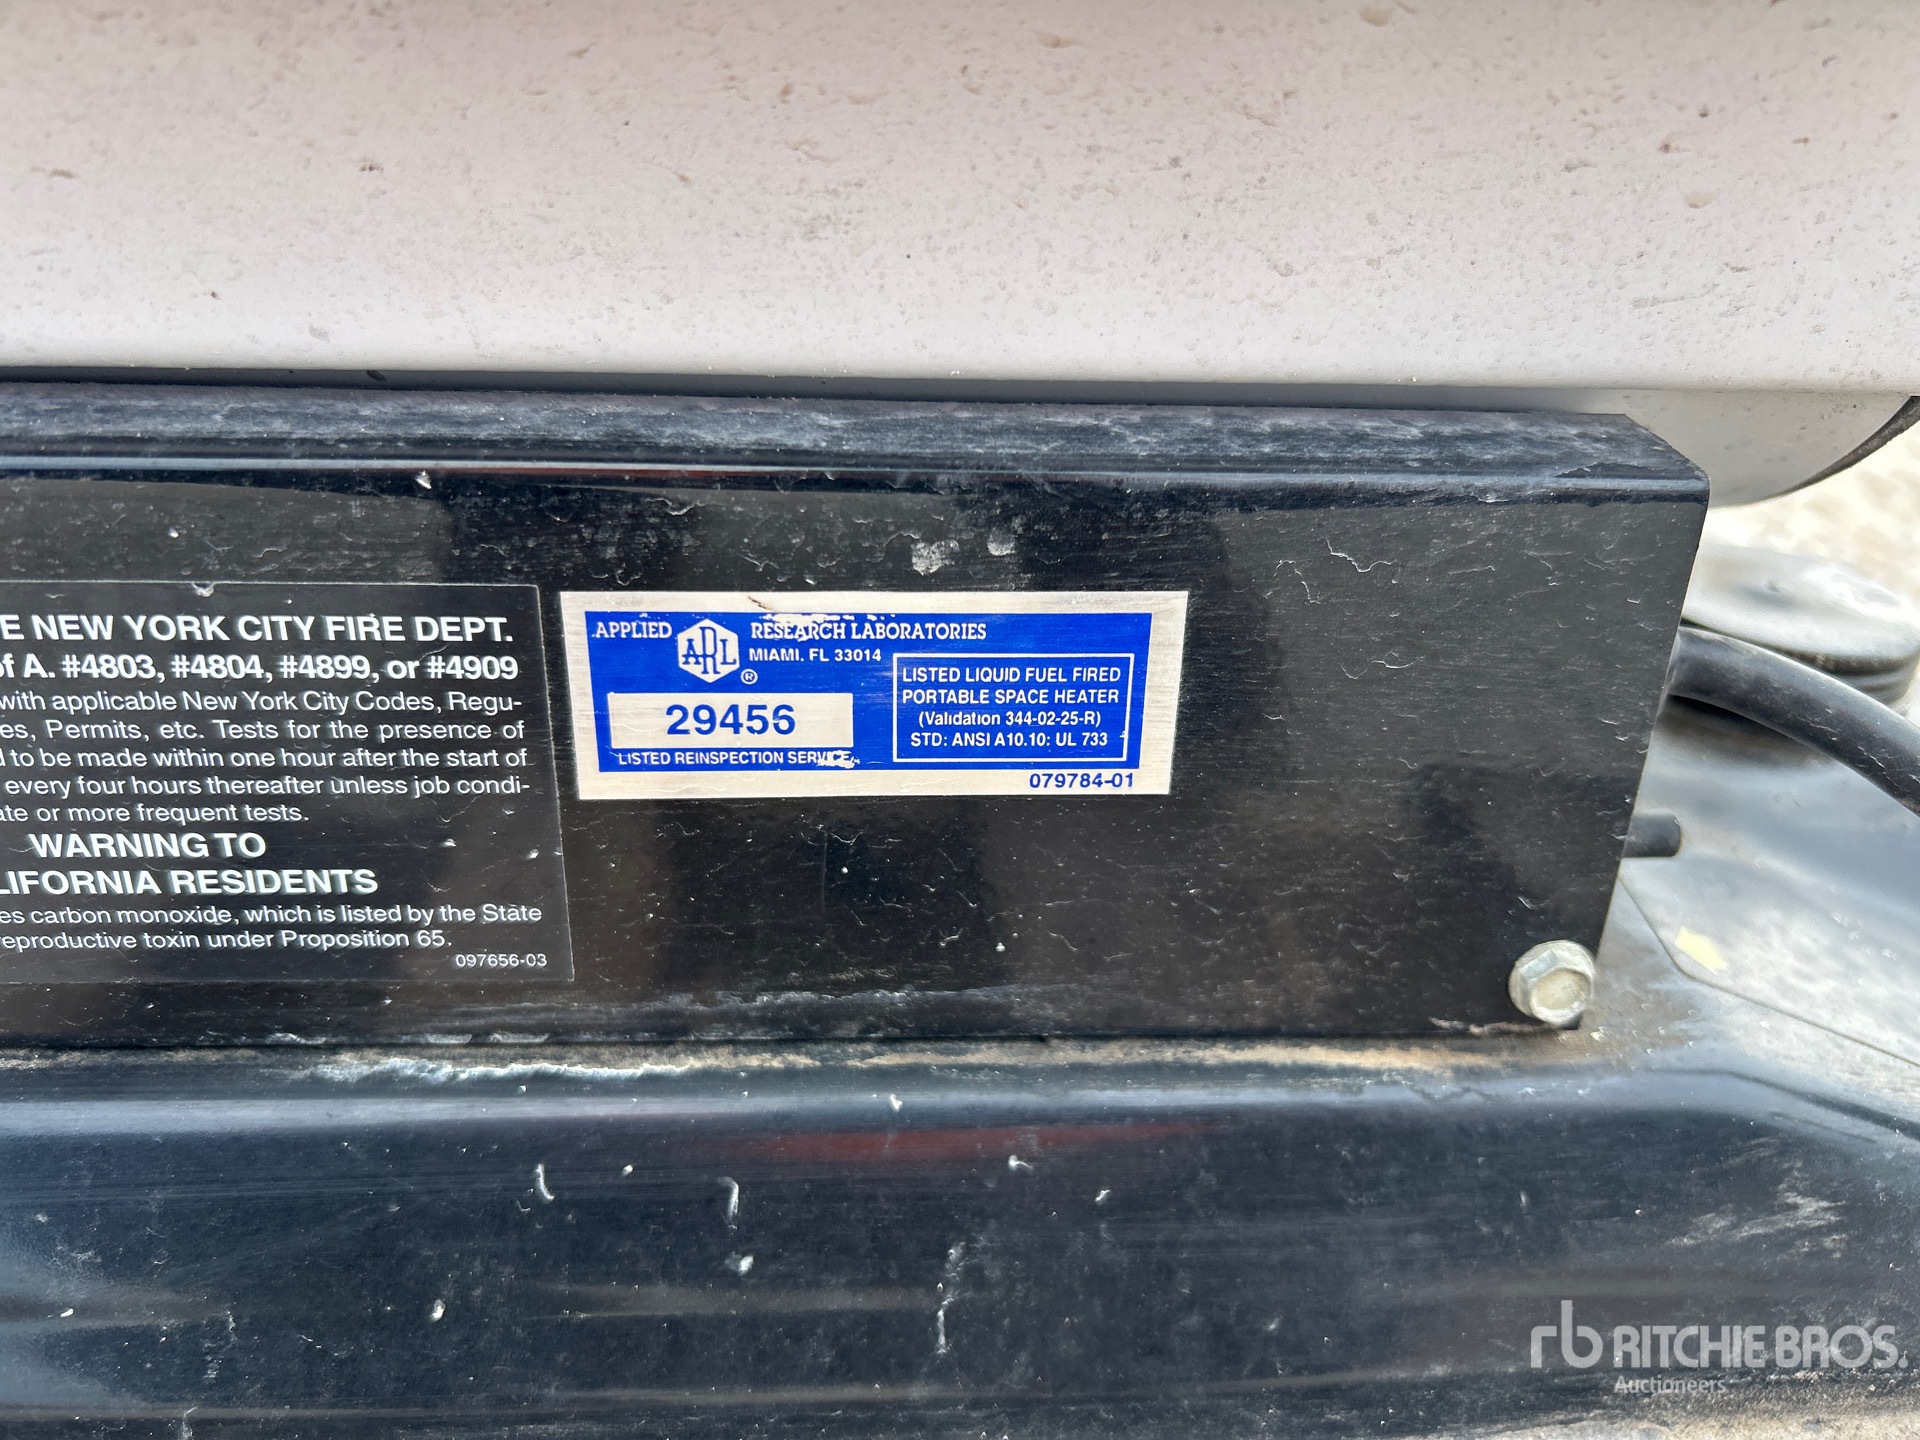 E NEW YORK CITY FIRE DEPT.
of A. #4803, #4804, #4899, or #4909
with applicable New York City Codes, Regu-
es, Permits, etc. Tests for the presence of
d to be made within one hour after the start of
every four hours thereafter unless job condi-
ate or more frequent tests.
WARNING TO
LIFORNIA RESIDENTS
es carbon monoxide, which is listed by the State
reproductive toxin under Proposition 65.
097656-03
APPLIED ARL RESEARCH LABORATORIES
®
MIAMI, FL 33014
29456
LISTED REINSPECTION SERVICE
LISTED LIQUID FUEL FIRED
PORTABLE SPACE HEATER
(Validation 344-02-25-R)
STD: ANSI A10.10: UL 733
079784-01
rb RITCHIE BROS.
Auctioneers